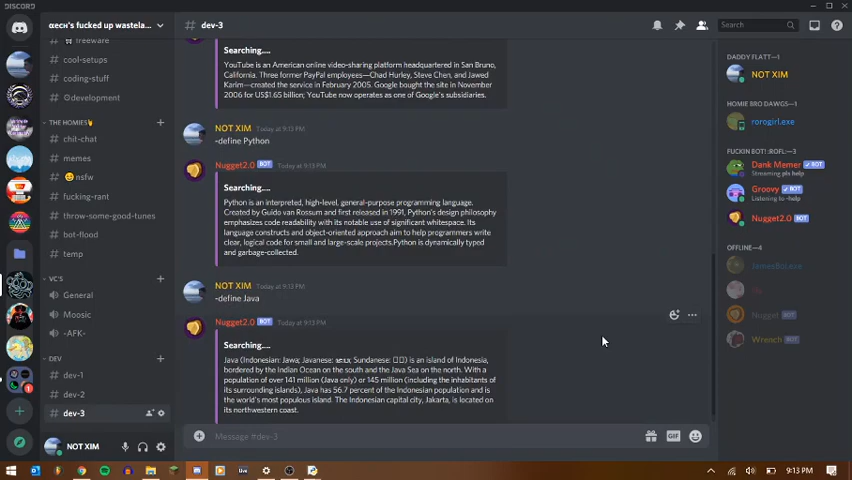 DISCORD
αєcн's fucked up wastela...
# dev-3
Search
freeware
cool-setups
coding-stuff
developments
THE HOMIES
chit-chat
memes
nsfw
fucking-rant
throw-some-good-tunes
bot-flood
temp
VC'S
General
Moosic
-AFK-
DEV
dev-1
dev-2
dev-3
NOT XIM
Searching....
YouTube is an American online video-sharing platform headquartered in San Bruno,
California. Three former PayPal employees—Chad Hurley, Steve Chen, and Jawed
Karim—created the service in February 2005. Google bought the site in November
2006 for US$1.65 billion; YouTube now operates as one of Google's subsidiaries.
NOT XIM Today at 9:13 PM
-define Python
Nugget2.0 BOT Today at 9:13 PM
Searching....
Python is an interpreted, high-level, general-purpose programming language.
Created by Guido van Rossum and first released in 1991, Python's design philosophy
emphasizes code readability with its notable use of significant whitespace. Its
language constructs and object-oriented approach aim to help programmers write
clear, logical code for small and large-scale projects.Python is dynamically typed
and garbage-collected.
NOT XIM Today at 9:13 PM
-define Java
Nugget2.0 BOT Today at 9:13 PM
Searching....
Java (Indonesian: Jawa; Javanese: ꦗꦮ; Sundanese: □□) is an island of Indonesia,
bordered by the Indian Ocean on the south and the Java Sea on the north. With a
population of over 141 million (Java only) or 145 million (including the inhabitants of
its surrounding islands), Java has 56.7 percent of the Indonesian population and is
the world's most populous island. The Indonesian capital city, Jakarta, is located on
its northwestern coast.
Message #dev-3
GIF
DADDY FLATT—1
NOT XIM
HOMIE BRO DAWGS—1
rorogirl.exe
FUCKIN BOT! :ROFL:—3
Dank Memer BOT
Streaming pls help
Groovy BOT
Listening to -help
Nugget2.0 BOT
OFFLINE—4
Nugget BOT
Wrench BOT
9:13 PM